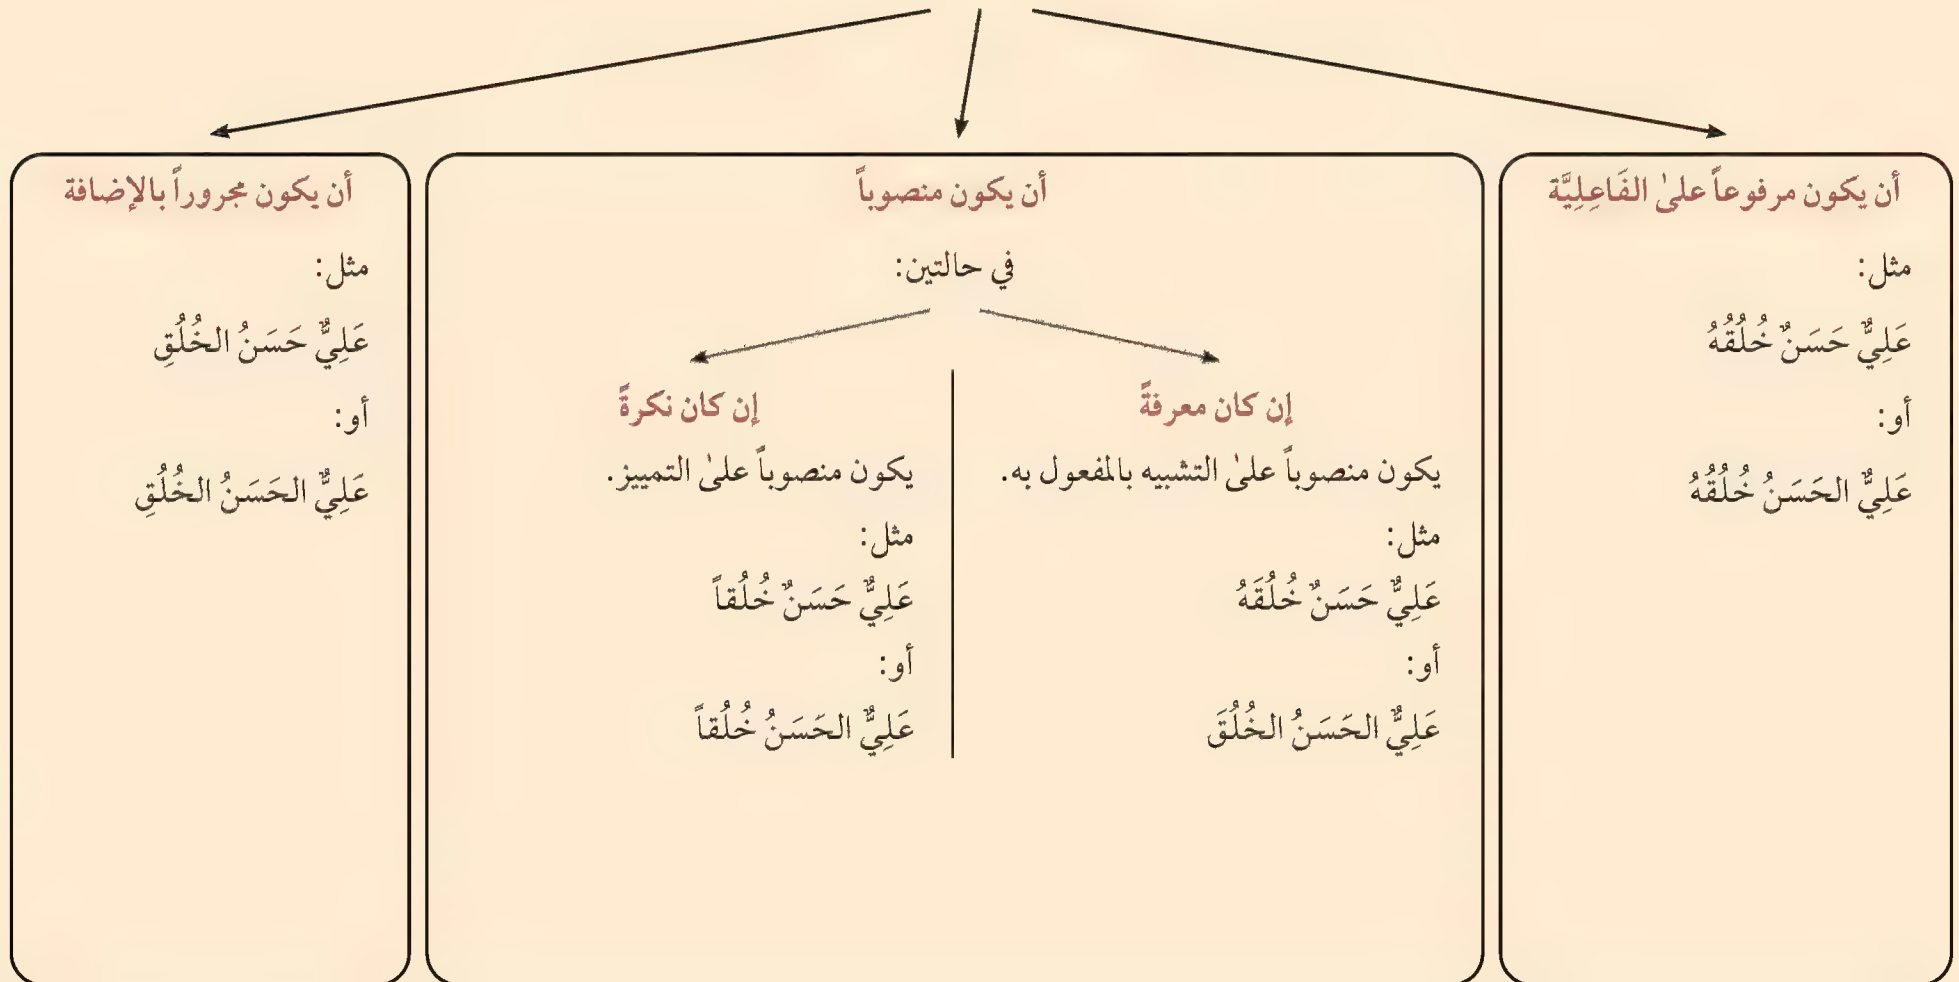 أن يكون مرفوعاً علىٰ الفَاعِلِيَّة
مثل:
عَلِيٌّ حَسَنٌ خُلُقُهُ
أو:
عَلِيٌّ الحَسَنُ خُلُقُهُ
أن يكون منصوباً
في حالتين:
إن كان معرفةً
يكون منصوباً علىٰ التشبيه بالمفعول به.
مثل:
عَلِيٌّ حَسَنٌ خُلُقَهُ
أو:
عَلِيٌّ الحَسَنُ الخُلُقَ
إن كان نكرةً
يكون منصوباً علىٰ التمييز.
مثل:
عَلِيٌّ حَسَنٌ خُلُقاً
أو:
عَلِيٌّ الحَسَنُ خُلُقاً
أن يكون مجروراً بالإضافة
مثل:
عَلِيٌّ حَسَنُ الخُلُقِ
أو:
عَلِيٌّ الحَسَنُ الخُلُقِ